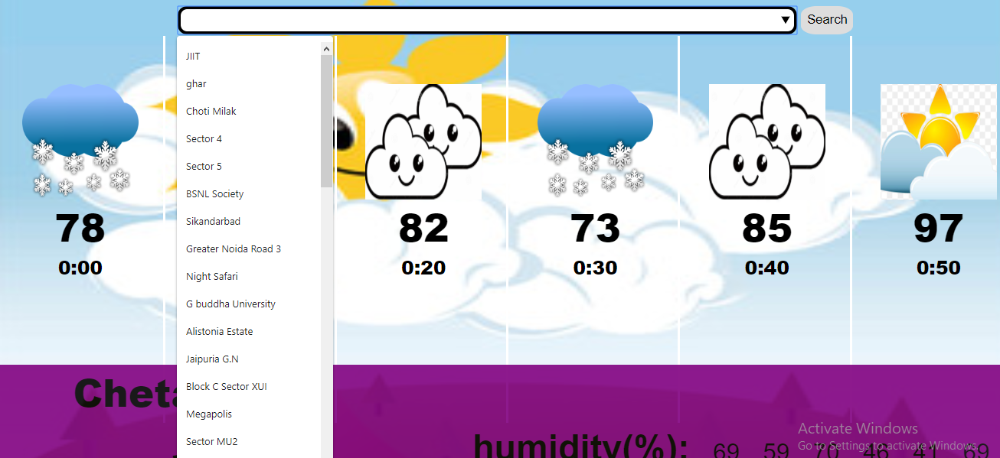 Search
JIIT
ghar
Choti Milak
Sector 4
Sector 5
BSNL Society
Sikandarbad
Greater Noida Road 3
Night Safari
G buddha University
Alistonia Estate
Jaipuria G.N
Block C Sector XUI
Megapolis
Sector MU2
78 82 73 85 97
0:00 0:20 0:30 0:40 0:50
humidity(%): 69 59 70 46 41 69
Activate Windows
Go to Settings to activate Windows.